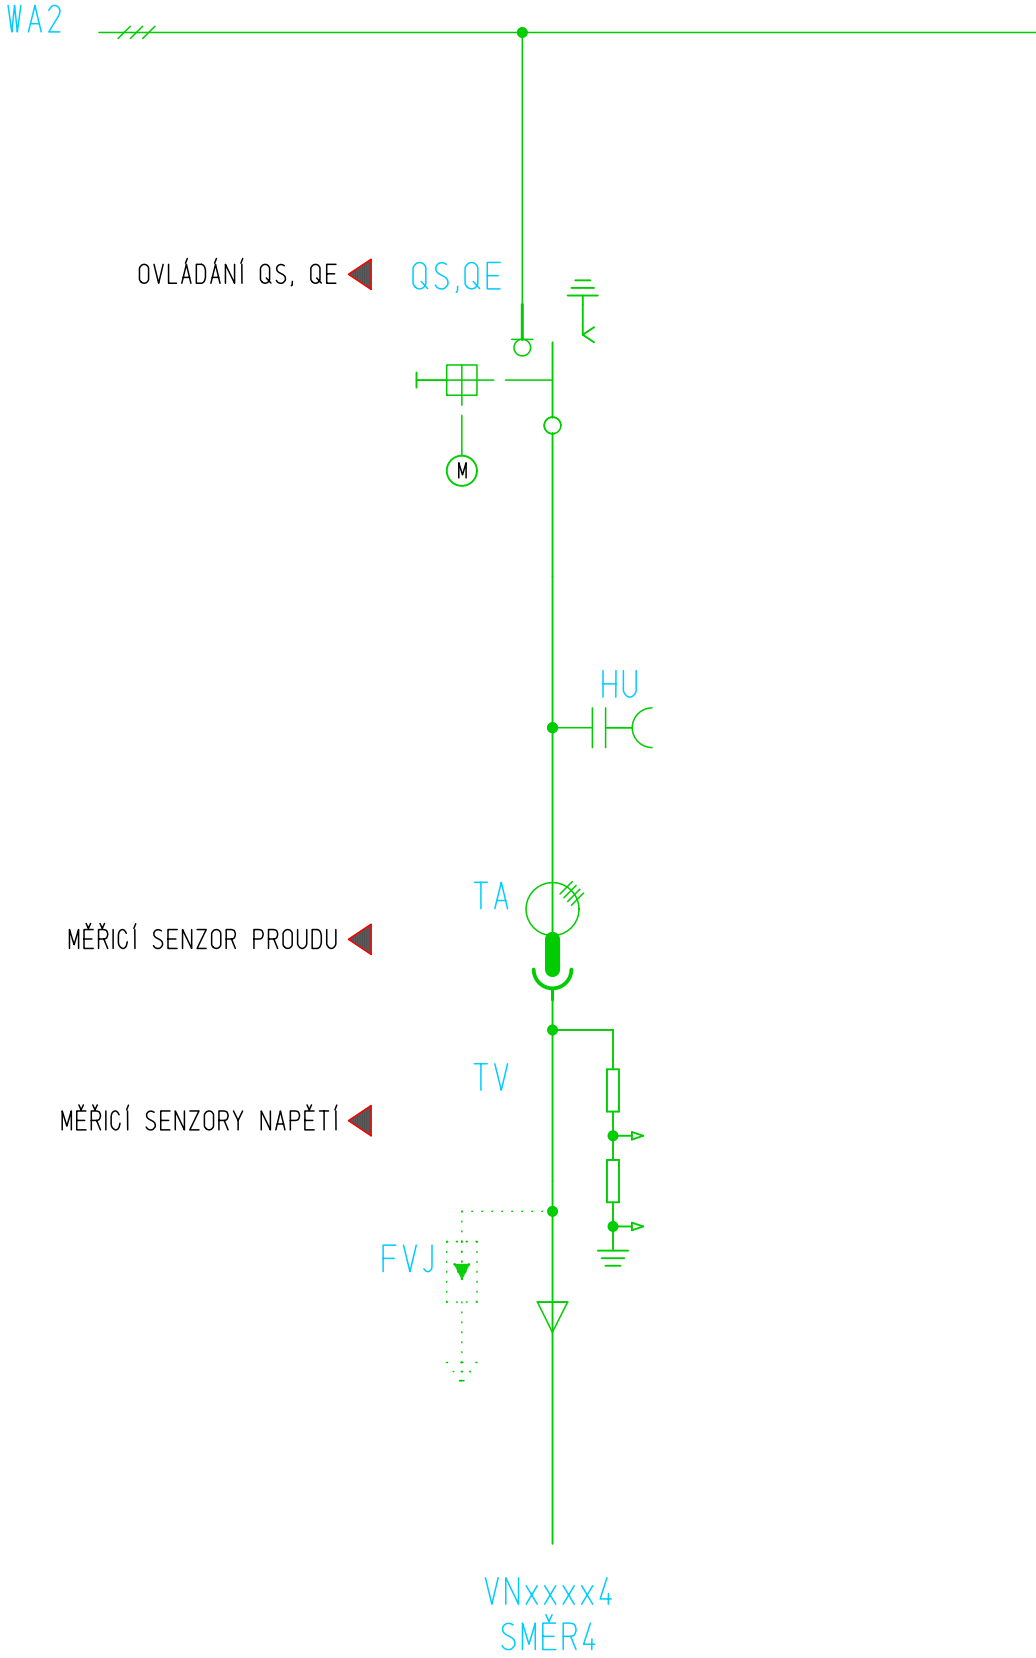 WA2
OVLÁDÁNÍ QS, QE
QS,QE
M
HU
TA
MĚŘICÍ SENZOR PROUDU
TV
MĚŘICÍ SENZORY NAPĚTÍ
FVJ
VNxxxx4
SMĚR4